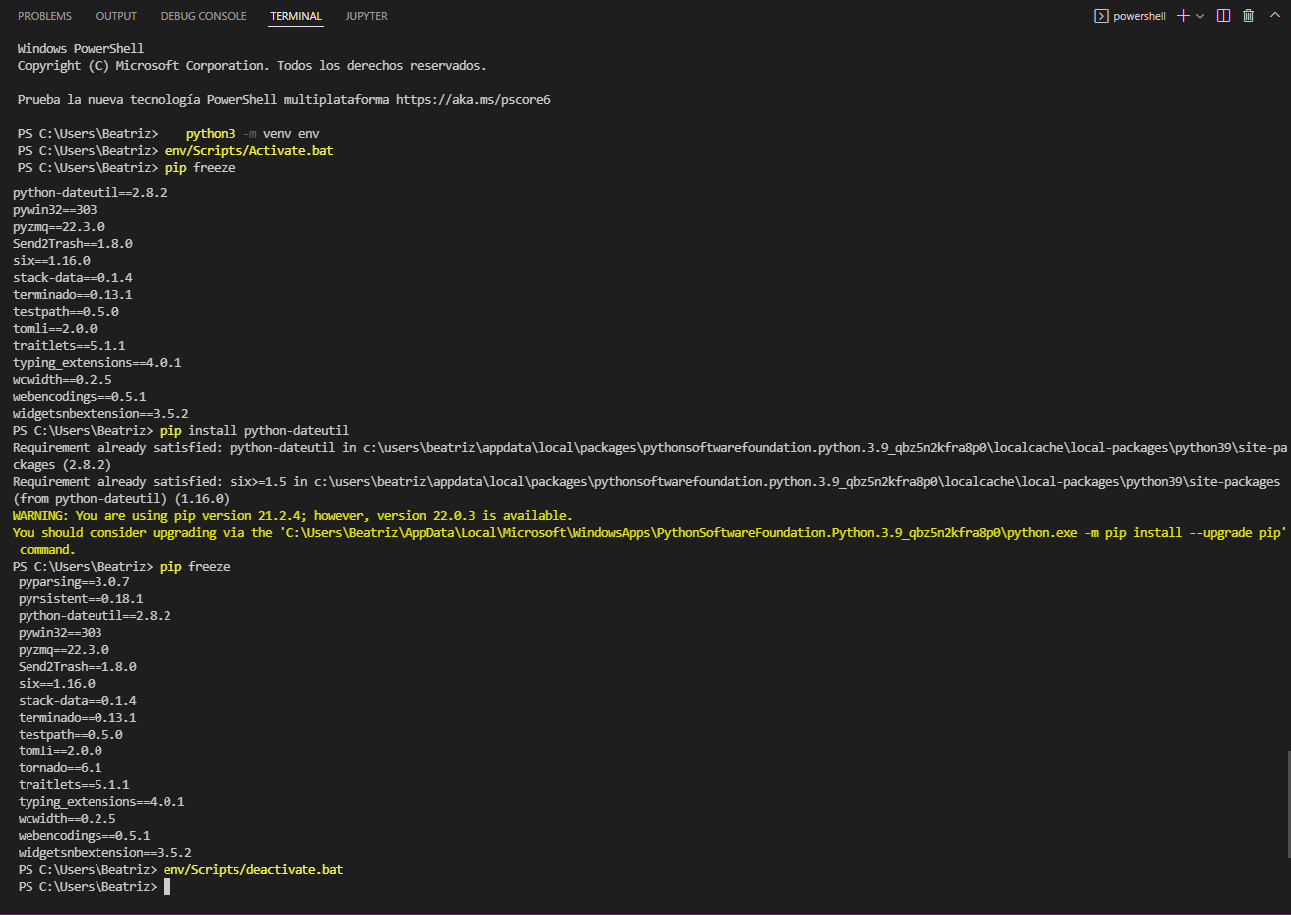 PROBLEMS OUTPUT DEBUG CONSOLE TERMINAL JUPYTER powershell
Windows PowerShell
Copyright (C) Microsoft Corporation. Todos los derechos reservados.
Prueba la nueva tecnología PowerShell multiplataforma https://aka.ms/pscore6
PS C:\Users\Beatriz> python3 -m venv env
PS C:\Users\Beatriz> env/Scripts/Activate.bat
PS C:\Users\Beatriz> pip freeze
python-dateutil==2.8.2
pywin32==303
pyzmq==22.3.0
Send2Trash==1.8.0
six==1.16.0
stack-data==0.1.4
terminado==0.13.1
testpath==0.5.0
tomli==2.0.0
traitlets==5.1.1
typing_extensions==4.0.1
wcwidth==0.2.5
webencodings==0.5.1
widgetsnbextension==3.5.2
PS C:\Users\Beatriz> pip install python-dateutil
Requirement already satisfied: python-dateutil in c:\users\beatriz\appdata\local\packages\pythonsoftwarefoundation.python.3.9_qbz5n2kfra8p0\localcache\local-packages\python39\site-pa
ckages (2.8.2)
Requirement already satisfied: six>=1.5 in c:\users\beatriz\appdata\local\packages\pythonsoftwarefoundation.python.3.9_qbz5n2kfra8p0\localcache\local-packages\python39\site-packages
(from python-dateutil) (1.16.0)
WARNING: You are using pip version 21.2.4; however, version 22.0.3 is available.
You should consider upgrading via the 'C:\Users\Beatriz\AppData\Local\Microsoft\WindowsApps\PythonSoftwareFoundation.Python.3.9_qbz5n2kfra8p0\python.exe -m pip install --upgrade pip'
command.
PS C:\Users\Beatriz> pip freeze
pyparsing==3.0.7
pyrsistent==0.18.1
python-dateutil==2.8.2
pywin32==303
pyzmq==22.3.0
Send2Trash==1.8.0
six==1.16.0
stack-data==0.1.4
terminado==0.13.1
testpath==0.5.0
tomli==2.0.0
tornado==6.1
traitlets==5.1.1
typing_extensions==4.0.1
wcwidth==0.2.5
webencodings==0.5.1
widgetsnbextension==3.5.2
PS C:\Users\Beatriz> env/Scripts/deactivate.bat
PS C:\Users\Beatriz>